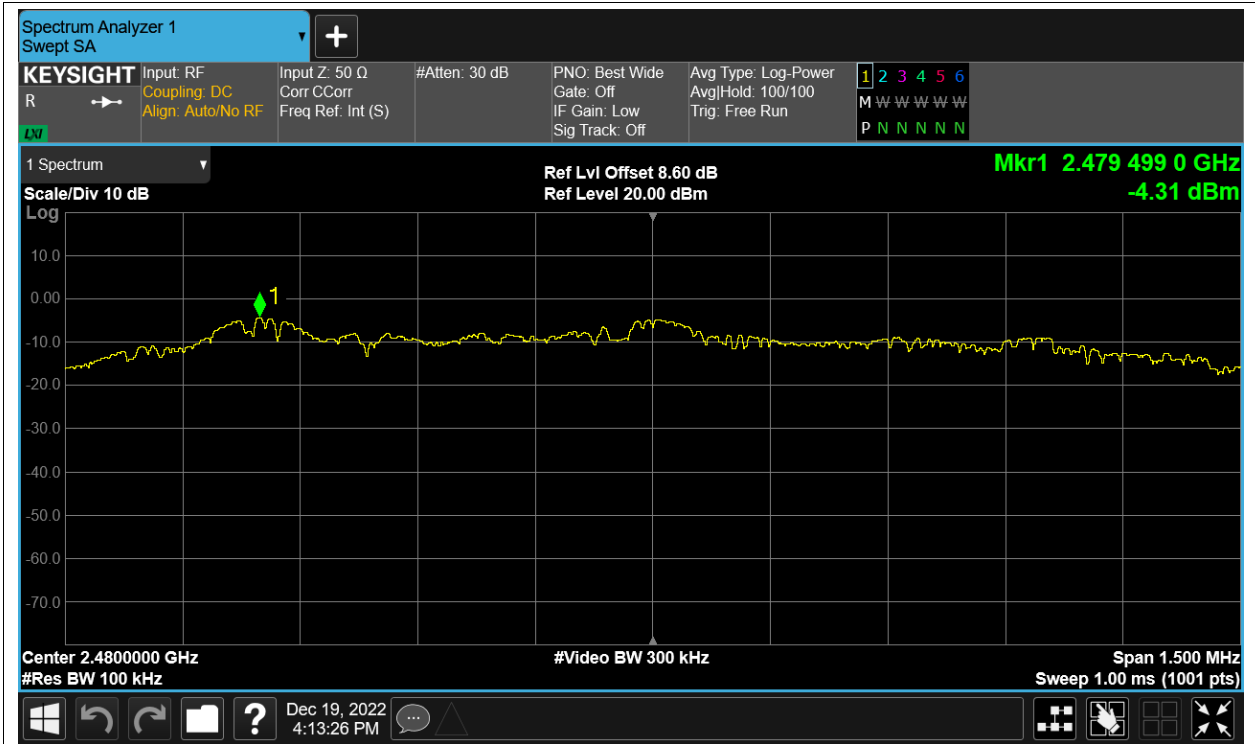 Spectrum Analyzer 1
Swept SA
KEYSIGHT
R
LXI
Input: RF
Coupling: DC
Align: Auto/No RF
Input Z: 50 Ω
Corr CCorr
Freq Ref: Int (S)
#Atten: 30 dB
PNO: Best Wide
Gate: Off
IF Gain: Low
Sig Track: Off
Avg Type: Log-Power
Avg|Hold: 100/100
Trig: Free Run
1 2 3 4 5 6
M W W W W W
P N N N N N
1 Spectrum
Scale/Div 10 dB
Log
Ref Lvl Offset 8.60 dB
Ref Level 20.00 dBm
Mkr1 2.479 499 0 GHz
-4.31 dBm
10.0
0.00
1
-10.0
-20.0
-30.0
-40.0
-50.0
-60.0
-70.0
Center 2.4800000 GHz
#Video BW 300 kHz
Span 1.500 MHz
#Res BW 100 kHz
Sweep 1.00 ms (1001 pts)
?
Dec 19, 2022
4:13:26 PM